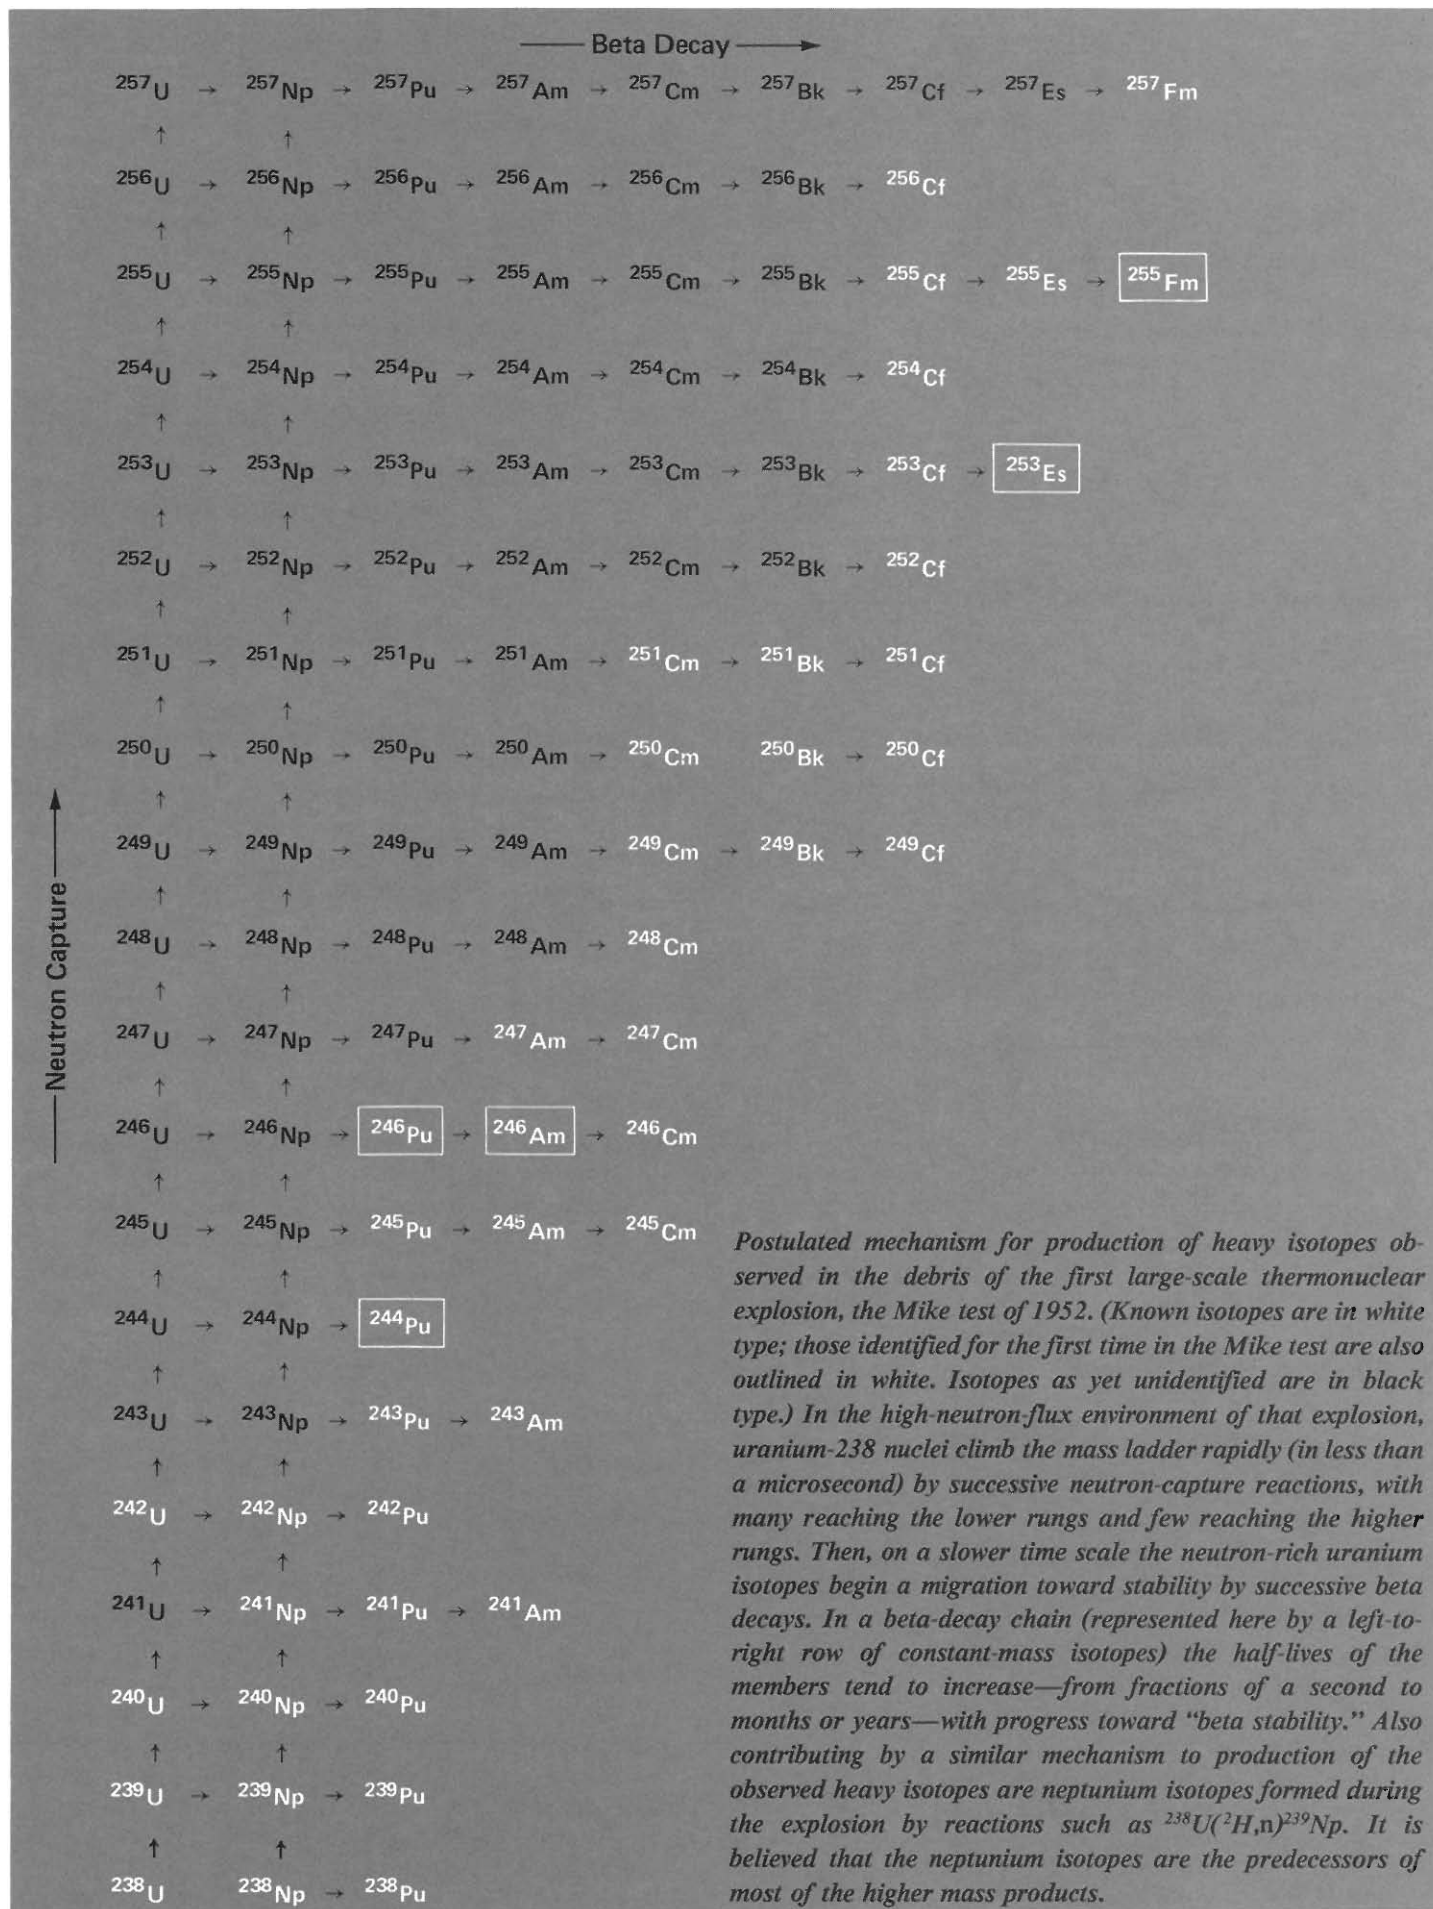 Beta Decay
²⁵⁷U → ²⁵⁷Np → ²⁵⁷Pu → ²⁵⁷Am → ²⁵⁷Cm → ²⁵⁷Bk → ²⁵⁷Cf → ²⁵⁷Es → ²⁵⁷Fm
²⁵⁶U → ²⁵⁶Np → ²⁵⁶Pu → ²⁵⁶Am → ²⁵⁶Cm → ²⁵⁶Bk → ²⁵⁶Cf
²⁵⁵U → ²⁵⁵Np → ²⁵⁵Pu → ²⁵⁵Am → ²⁵⁵Cm → ²⁵⁵Bk → ²⁵⁵Cf → ²⁵⁵Es → ²⁵⁵Fm
²⁵⁴U → ²⁵⁴Np → ²⁵⁴Pu → ²⁵⁴Am → ²⁵⁴Cm → ²⁵⁴Bk → ²⁵⁴Cf
²⁵³U → ²⁵³Np → ²⁵³Pu → ²⁵³Am → ²⁵³Cm → ²⁵³Bk → ²⁵³Cf → ²⁵³Es
²⁵²U → ²⁵²Np → ²⁵²Pu → ²⁵²Am → ²⁵²Cm → ²⁵²Bk → ²⁵²Cf
²⁵¹U → ²⁵¹Np → ²⁵¹Pu → ²⁵¹Am → ²⁵¹Cm → ²⁵¹Bk → ²⁵¹Cf
²⁵⁰U → ²⁵⁰Np → ²⁵⁰Pu → ²⁵⁰Am → ²⁵⁰Cm ²⁵⁰Bk → ²⁵⁰Cf
²⁴⁹U → ²⁴⁹Np → ²⁴⁹Pu → ²⁴⁹Am → ²⁴⁹Cm → ²⁴⁹Bk → ²⁴⁹Cf
²⁴⁸U → ²⁴⁸Np → ²⁴⁸Pu → ²⁴⁸Am → ²⁴⁸Cm
²⁴⁷U → ²⁴⁷Np → ²⁴⁷Pu → ²⁴⁷Am → ²⁴⁷Cm
²⁴⁶U → ²⁴⁶Np → ²⁴⁶Pu → ²⁴⁶Am → ²⁴⁶Cm
²⁴⁵U → ²⁴⁵Np → ²⁴⁵Pu → ²⁴⁵Am → ²⁴⁵Cm
²⁴⁴U → ²⁴⁴Np → ²⁴⁴Pu
²⁴³U → ²⁴³Np → ²⁴³Pu → ²⁴³Am
²⁴²U → ²⁴²Np → ²⁴²Pu
²⁴¹U → ²⁴¹Np → ²⁴¹Pu → ²⁴¹Am
²⁴⁰U → ²⁴⁰Np → ²⁴⁰Pu
²³⁹U → ²³⁹Np → ²³⁹Pu
²³⁸U ²³⁸Np → ²³⁸Pu
Neutron Capture
Postulated mechanism for production of heavy isotopes ob-
served in the debris of the first large-scale thermonuclear
explosion, the Mike test of 1952. (Known isotopes are in white
type; those identified for the first time in the Mike test are also
outlined in white. Isotopes as yet unidentified are in black
type.) In the high-neutron-flux environment of that explosion,
uranium-238 nuclei climb the mass ladder rapidly (in less than
a microsecond) by successive neutron-capture reactions, with
many reaching the lower rungs and few reaching the higher
rungs. Then, on a slower time scale the neutron-rich uranium
isotopes begin a migration toward stability by successive beta
decays. In a beta-decay chain (represented here by a left-to-
right row of constant-mass isotopes) the half-lives of the
members tend to increase—from fractions of a second to
months or years—with progress toward “beta stability.” Also
contributing by a similar mechanism to production of the
observed heavy isotopes are neptunium isotopes formed during
the explosion by reactions such as ²³⁸U(²H,n)²³⁹Np. It is
believed that the neptunium isotopes are the predecessors of
most of the higher mass products.